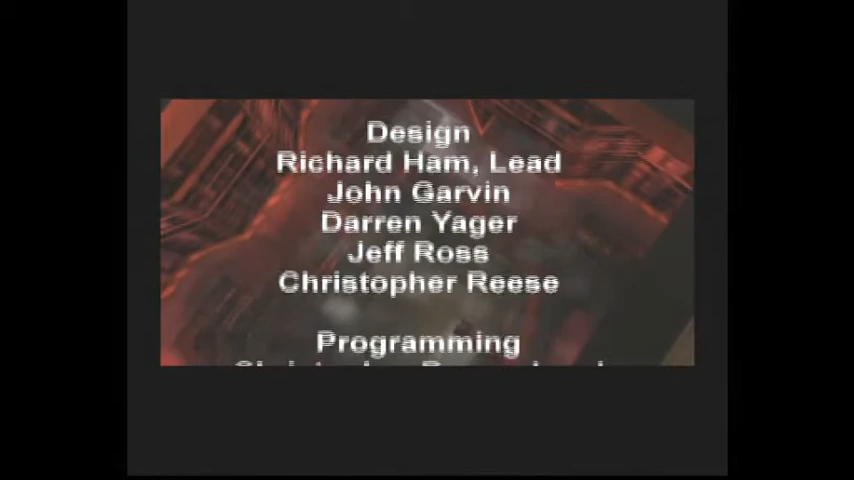 Design
Richard Ham, Lead
John Garvin
Darren Yager
Jeff Ross
Christopher Reese
Programming